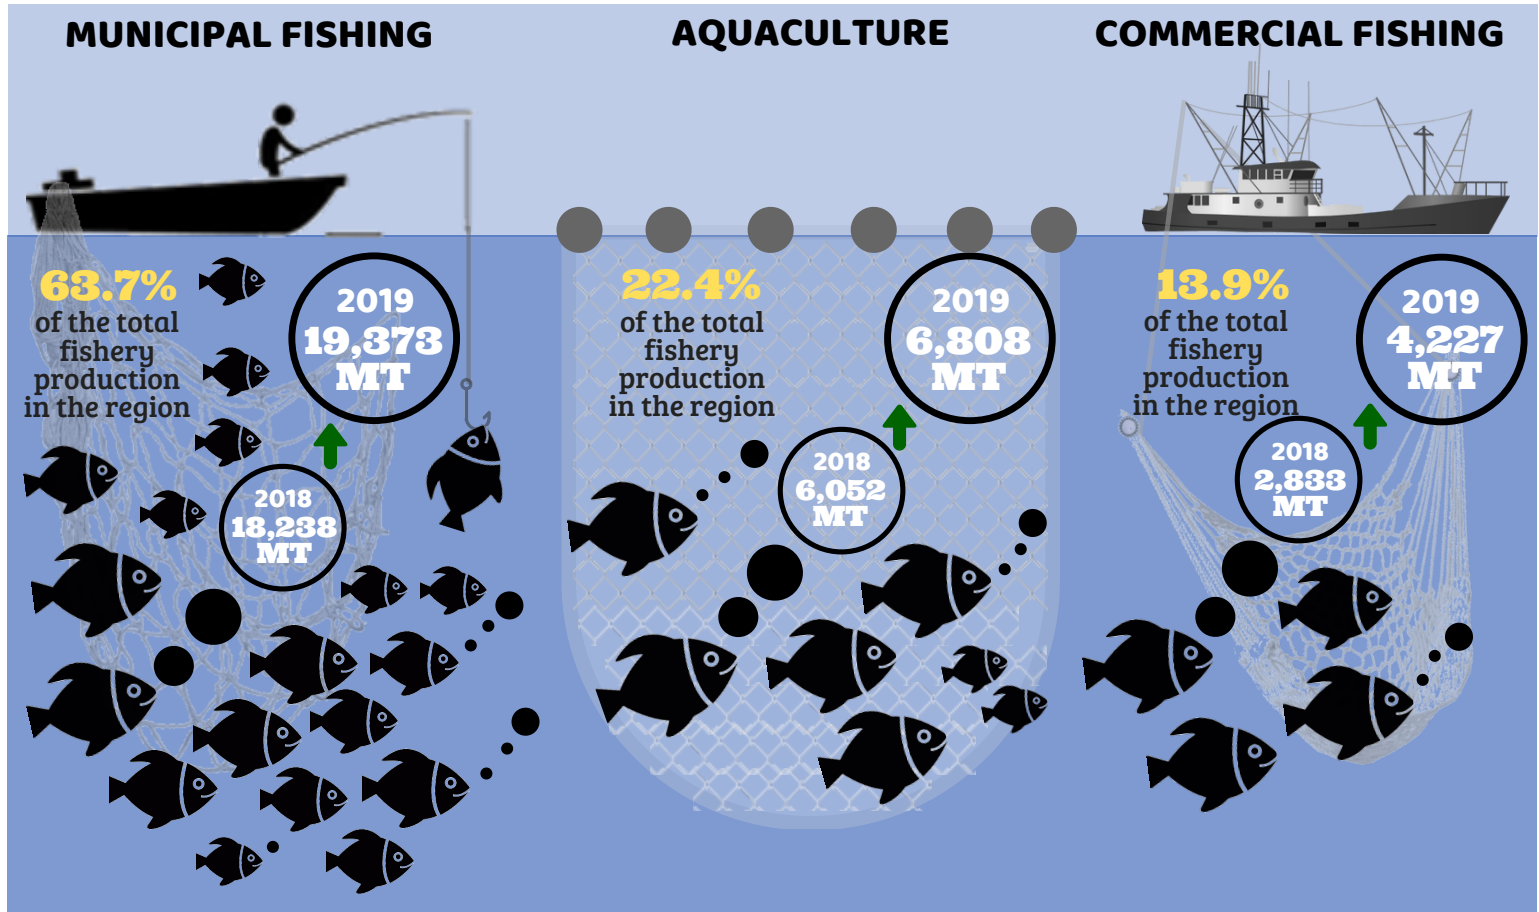 MUNICIPAL FISHING
63.7%
of the total
fishery
production
in the region
2019
19,373
MT
2018
18,238
MT
AQUACULTURE
22.4%
of the total
fishery
production
in the region
2019
6,808
MT
2018
6,052
MT
COMMERCIAL FISHING
13.9%
of the total
fishery
production
in the region
2019
4,227
MT
2018
2,833
MT